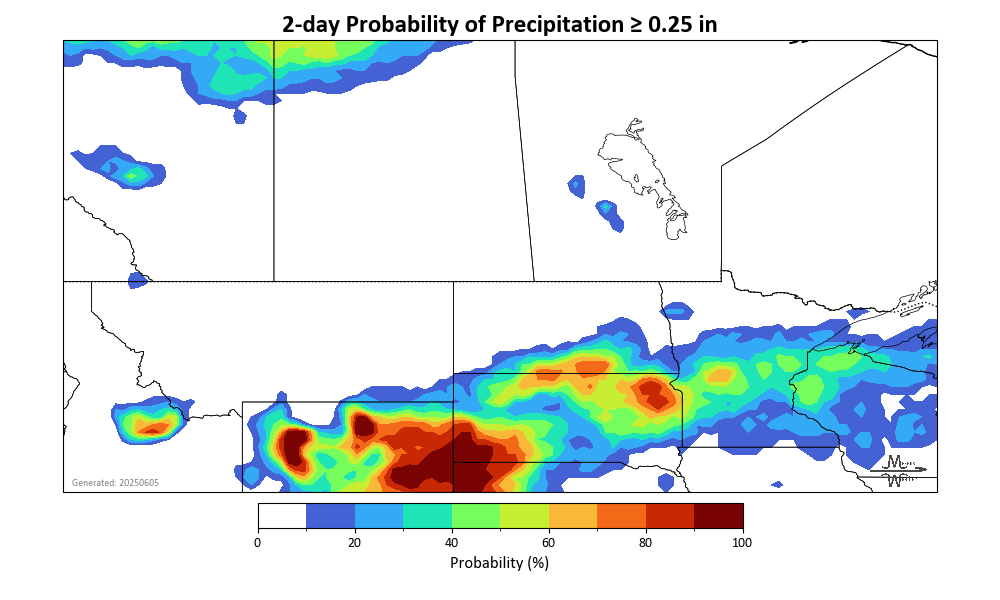 2-day Probability of Precipitation ≥ 0.25 in
Generated: 20250605
0 20 40 60 80 100
Probability (%)